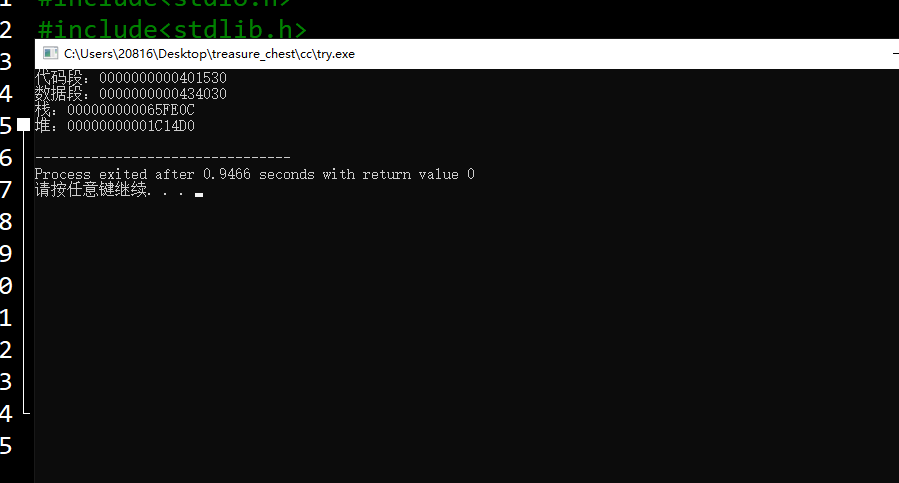 1 #include<stdio.h>
2 #include<stdlib.h>
3
C:\Users\20816\Desktop\treasure_chest\cc\try.exe
代码段：0000000000401530
4
数据段：0000000000434030
栈：000000000065FE0C
5
堆：00000000001C14D0
6
--------------------------------
Process exited after 0.9466 seconds with return value 0
7
请按任意键继续. . .
8
9
0
1
2
3
4
5